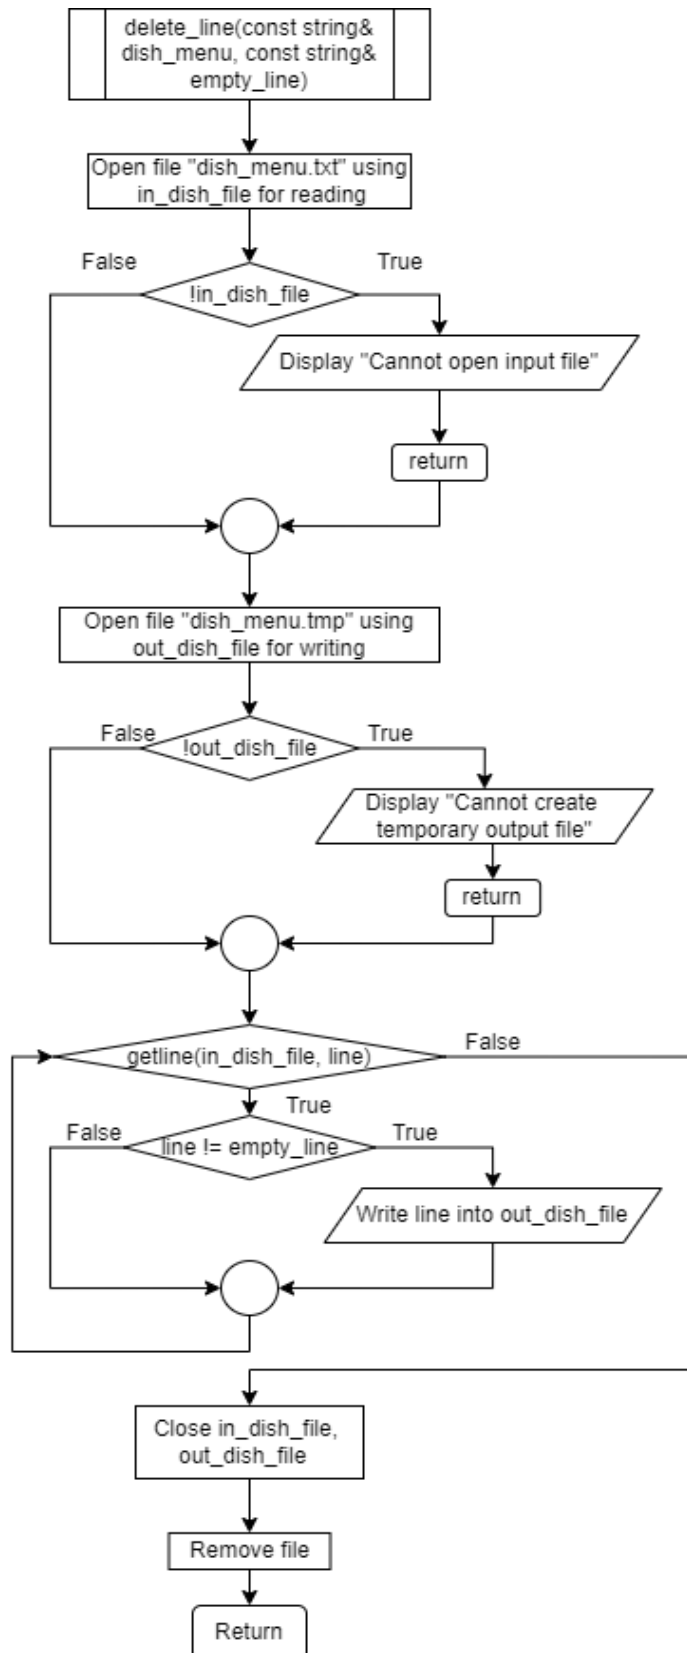 delete_line(const string&
dish_menu, const string&
empty_line)
Open file "dish_menu.txt" using
in_dish_file for reading
False
True
!in_dish_file
Display "Cannot open input file"
return
Open file "dish_menu.tmp" using
out_dish_file for writing
False
True
!out_dish_file
Display "Cannot create
temporary output file"
return
getline(in_dish_file, line)
False
True
False
True
line != empty_line
Write line into out_dish_file
Close in_dish_file,
out_dish_file
Remove file
Return